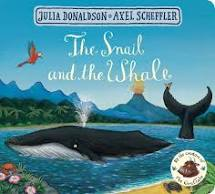 JULIA DONALDSON • AXEL SCHEFFLER
The Snail
and the Whale